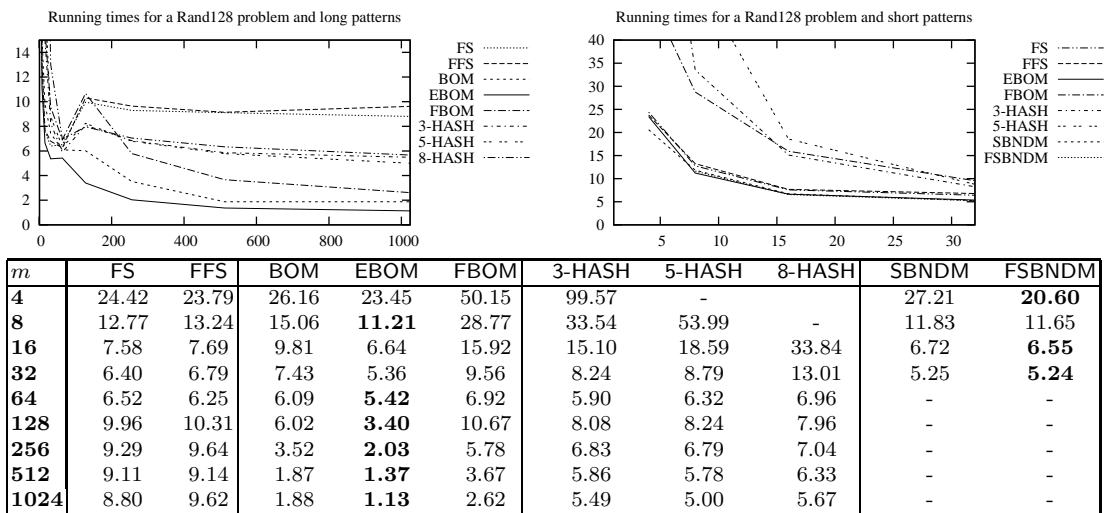 Running times for a Rand128 problem and long patterns
14
12
10
8
6
4
2
0
0 200 400 600 800 1000
FS
FFS
BOM
EBOM
FBOM
3-HASH
5-HASH
8-HASH
Running times for a Rand128 problem and short patterns
40
35
30
25
20
15
10
5
0
5 10 15 20 25 30
FS
FFS
EBOM
FBOM
3-HASH
5-HASH
SBNDM
FSBNDM
m FS FFS BOM EBOM FBOM 3-HASH 5-HASH 8-HASH SBNDM FSBNDM
4 24.42 23.79 26.16 23.45 50.15 99.57 - 27.21 20.60
8 12.77 13.24 15.06 11.21 28.77 33.54 53.99 - 11.83 11.65
16 7.58 7.69 9.81 6.64 15.92 15.10 18.59 33.84 6.72 6.55
32 6.40 6.79 7.43 5.36 9.56 8.24 8.79 13.01 5.25 5.24
64 6.52 6.25 6.09 5.42 6.92 5.90 6.32 6.96 - -
128 9.96 10.31 6.02 3.40 10.67 8.08 8.24 7.96 - -
256 9.29 9.64 3.52 2.03 5.78 6.83 6.79 7.04 - -
512 9.11 9.14 1.87 1.37 3.67 5.86 5.78 6.33 - -
1024 8.80 9.62 1.88 1.13 2.62 5.49 5.00 5.67 - -